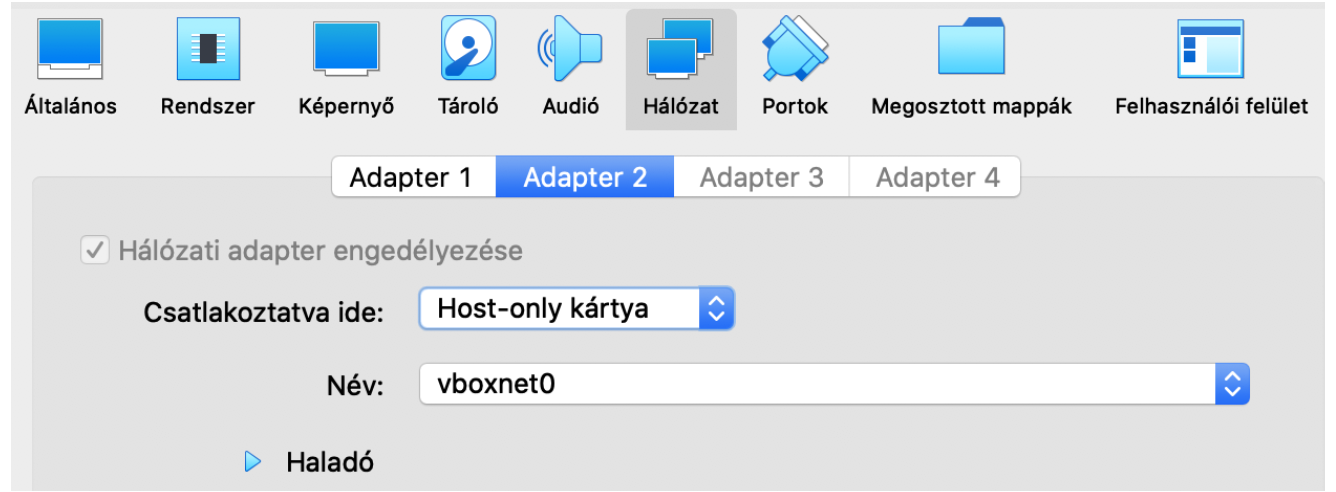 Általános Rendszer Képernyő Tároló Audió Hálózat Portok Megosztott mappák Felhasználói felület
Adapter 1 Adapter 2 Adapter 3 Adapter 4
Hálózati adapter engedélyezése
Csatlakoztatva ide: Host-only kártya
Név: vboxnet0
Haladó